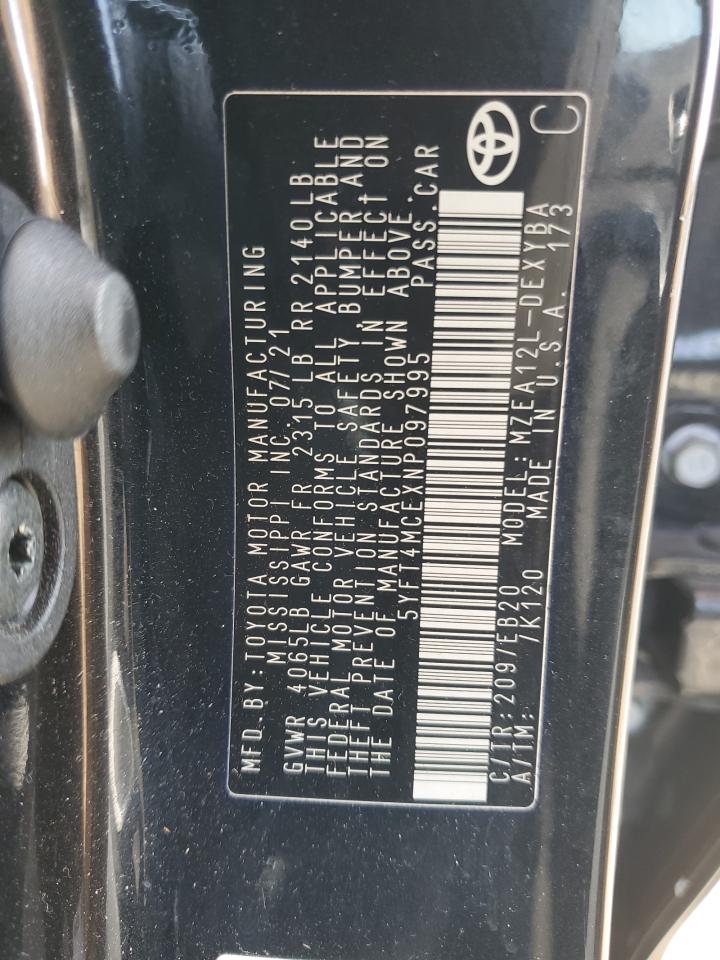 MFD. BY: TOYOTA MOTOR MANUFACTURING
MISSISSIPPI INC. 07/21
GVWR 4065LB GAWR FR 2315 LB RR 2140 LB
THIS VEHICLE CONFORMS TO ALL APPLICABLE
FEDERAL MOTOR VEHICLE SAFETY, BUMPER, AND
THEFT PREVENTION STANDARDS IN EFFECT ON
THE DATE OF MANUFACTURE SHOWN ABOVE.
5YFT4MCEXNP097995 PASS. CAR
C/TR: 209/EB20 MODEL: MZEA12L-DEXYBA
A/TM: /K120 MADE IN U.S.A. 173
C